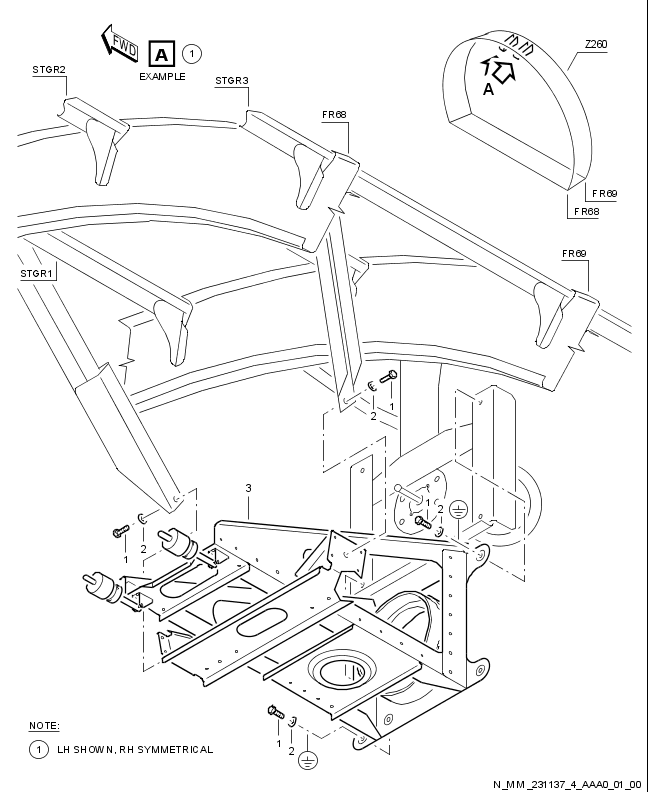 FWD
A 1
EXAMPLE
Z260
STGR2
STGR3
A
FR68
FR69
FR68
FR69
STGR1
1
2
3
1
2
1
2
1
2
NOTE:
1 LH SHOWN, RH SYMMETRICAL
N_MM_231137_4_AAA0_01_00